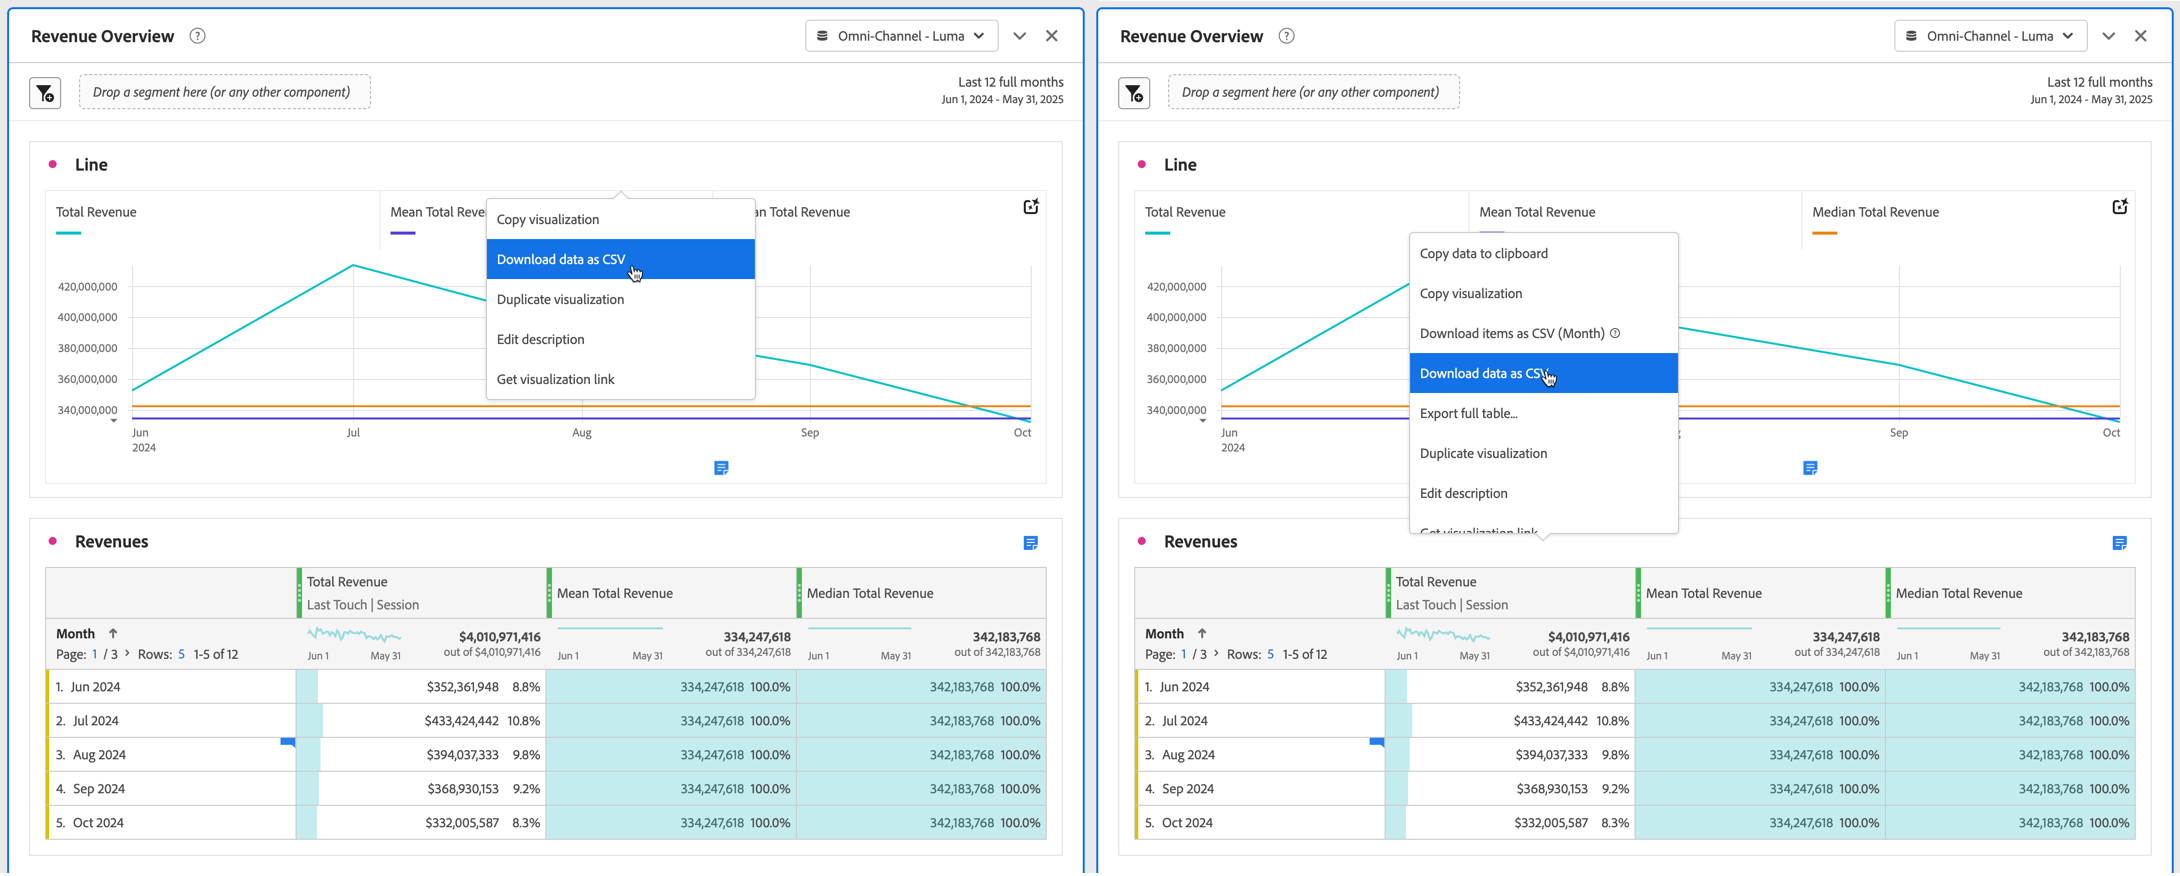 Revenue Overview
Omni-Channel - Luma
Drop a segment here (or any other component)
Last 12 full months
Jun 1, 2024 - May 31, 2025
Line
Total Revenue
Mean Total Reve
an Total Revenue
Copy visualization
Download data as CSV
Duplicate visualization
Edit description
Get visualization link
420,000,000
400,000,000
380,000,000
360,000,000
340,000,000
Jun
2024
Jul
Aug
Sep
Oct
Revenues
Total Revenue
Last Touch | Session
Mean Total Revenue
Median Total Revenue
Month ↑
Page: 1 / 3 > Rows: 5 1-5 of 12
Jun 1 May 31
$4,010,971,416
out of $4,010,971,416
Jun 1 May 31
334,247,618
out of 334,247,618
Jun 1 May 31
342,183,768
out of 342,183,768
1. Jun 2024 $352,361,948 8.8% 334,247,618 100.0% 342,183,768 100.0%
2. Jul 2024 $433,424,442 10.8% 334,247,618 100.0% 342,183,768 100.0%
3. Aug 2024 $394,037,333 9.8% 334,247,618 100.0% 342,183,768 100.0%
4. Sep 2024 $368,930,153 9.2% 334,247,618 100.0% 342,183,768 100.0%
5. Oct 2024 $332,005,587 8.3% 334,247,618 100.0% 342,183,768 100.0%
Revenue Overview
Omni-Channel - Luma
Drop a segment here (or any other component)
Last 12 full months
Jun 1, 2024 - May 31, 2025
Line
Total Revenue
Mean Total Revenue
Median Total Revenue
Copy data to clipboard
Copy visualization
Download items as CSV (Month)
Download data as CSV
Export full table...
Duplicate visualization
Edit description
Get visualization link
420,000,000
400,000,000
380,000,000
360,000,000
340,000,000
Jun
2024
g
Sep
Oct
Revenues
Total Revenue
Last Touch | Session
Mean Total Revenue
Median Total Revenue
Month ↑
Page: 1 / 3 > Rows: 5 1-5 of 12
Jun 1 May 31
$4,010,971,416
out of $4,010,971,416
Jun 1 May 31
334,247,618
out of 334,247,618
Jun 1 May 31
342,183,768
out of 342,183,768
1. Jun 2024 $352,361,948 8.8% 334,247,618 100.0% 342,183,768 100.0%
2. Jul 2024 $433,424,442 10.8% 334,247,618 100.0% 342,183,768 100.0%
3. Aug 2024 $394,037,333 9.8% 334,247,618 100.0% 342,183,768 100.0%
4. Sep 2024 $368,930,153 9.2% 334,247,618 100.0% 342,183,768 100.0%
5. Oct 2024 $332,005,587 8.3% 334,247,618 100.0% 342,183,768 100.0%